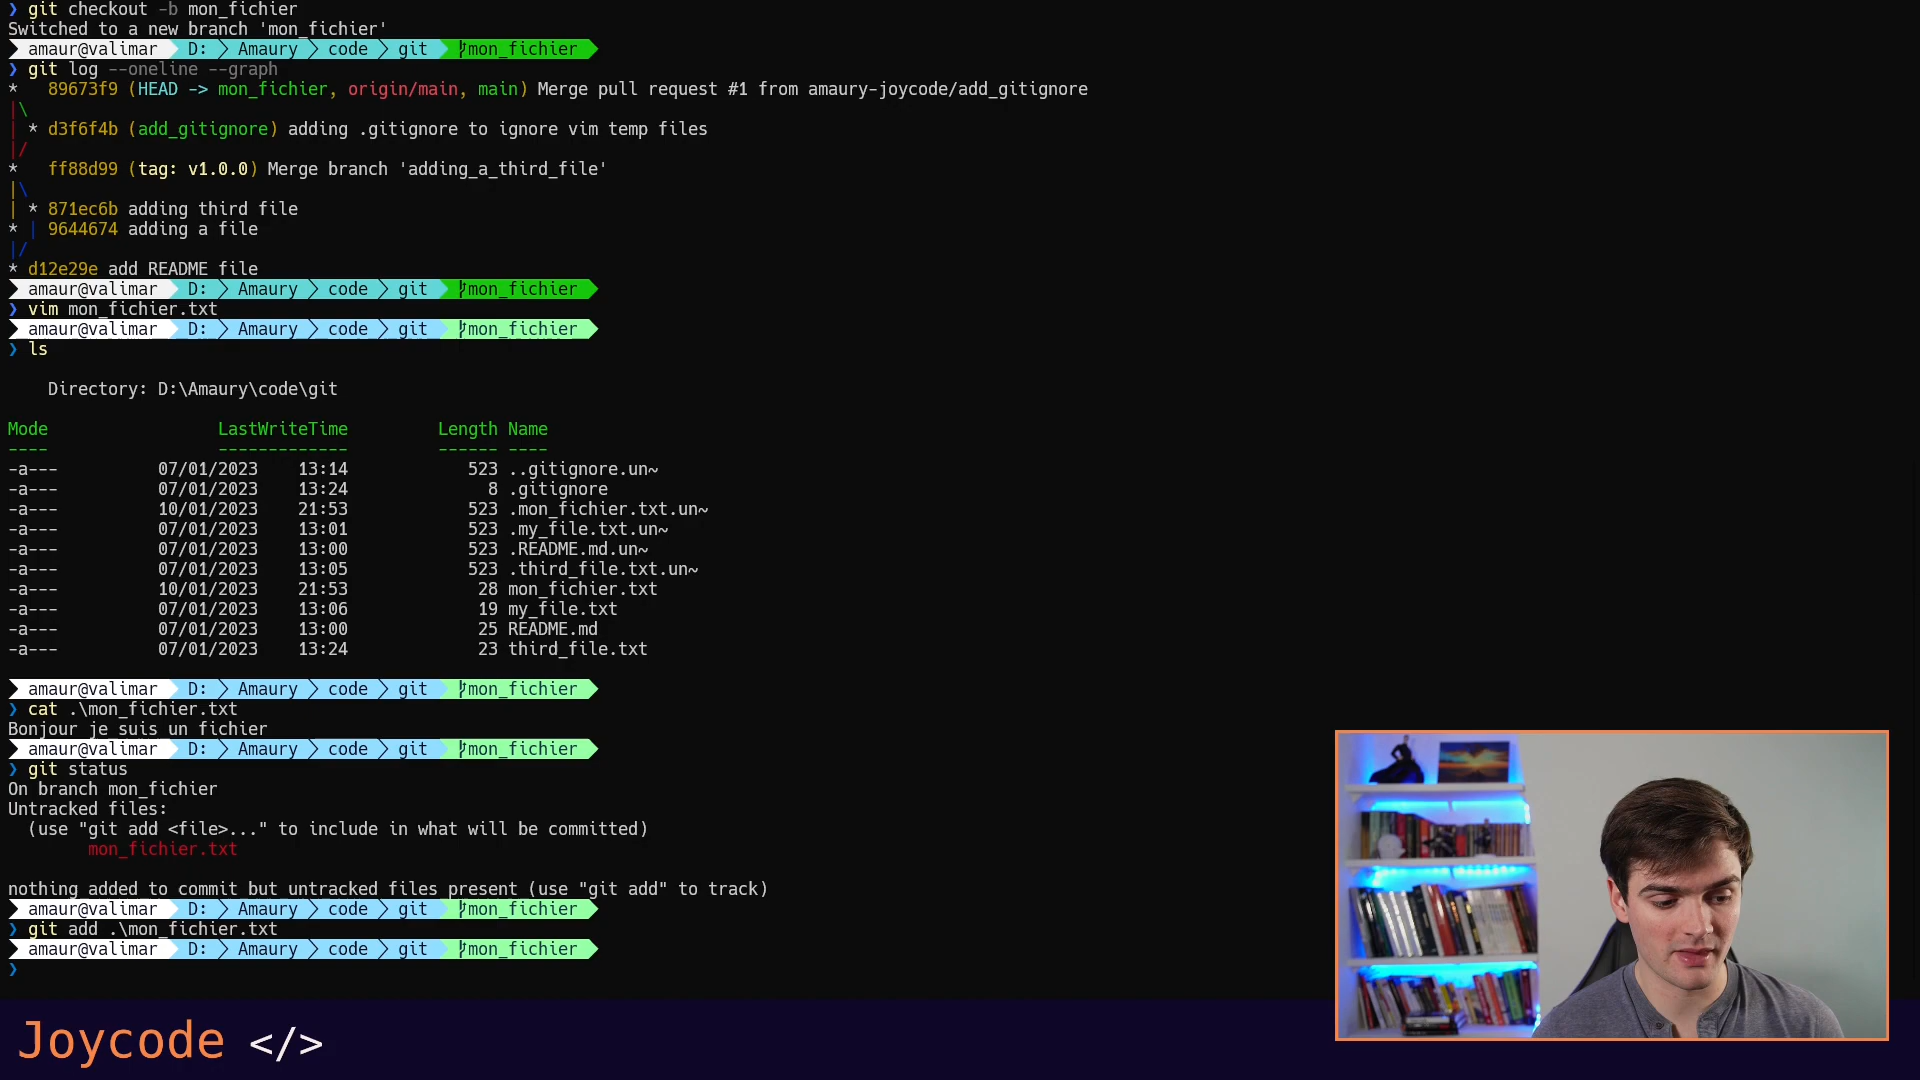 ❯ git checkout -b mon_fichier
Switched to a new branch 'mon_fichier'
amaur@valimar D: Amaury code git mon_fichier
❯ git log --oneline --graph
*   89673f9 (HEAD -> mon_fichier, origin/main, main) Merge pull request #1 from amaury-joycode/add_gitignore
|\
| * d3f6f4b (add_gitignore) adding .gitignore to ignore vim temp files
|/
*   ff88d99 (tag: v1.0.0) Merge branch 'adding_a_third_file'
|\
| * 871ec6b adding third file
* | 9644674 adding a file
|/
* d12e29e add README file
amaur@valimar D: Amaury code git mon_fichier
❯ vim mon_fichier.txt
amaur@valimar D: Amaury code git mon_fichier
❯ ls
Directory: D:\Amaury\code\git
Mode LastWriteTime Length Name
---- ------------- ------ ----
-a--- 07/01/2023 13:14 523 ..gitignore.un~
-a--- 07/01/2023 13:24 8 .gitignore
-a--- 10/01/2023 21:53 523 .mon_fichier.txt.un~
-a--- 07/01/2023 13:01 523 .my_file.txt.un~
-a--- 07/01/2023 13:00 523 .README.md.un~
-a--- 07/01/2023 13:05 523 .third_file.txt.un~
-a--- 10/01/2023 21:53 28 mon_fichier.txt
-a--- 07/01/2023 13:06 19 my_file.txt
-a--- 07/01/2023 13:00 25 README.md
-a--- 07/01/2023 13:24 23 third_file.txt
amaur@valimar D: Amaury code git mon_fichier
❯ cat .\mon_fichier.txt
Bonjour je suis un fichier
amaur@valimar D: Amaury code git mon_fichier
❯ git status
On branch mon_fichier
Untracked files:
(use "git add <file>..." to include in what will be committed)
mon_fichier.txt
nothing added to commit but untracked files present (use "git add" to track)
amaur@valimar D: Amaury code git mon_fichier
❯ git add .\mon_fichier.txt
amaur@valimar D: Amaury code git mon_fichier
❯
Joycode </>